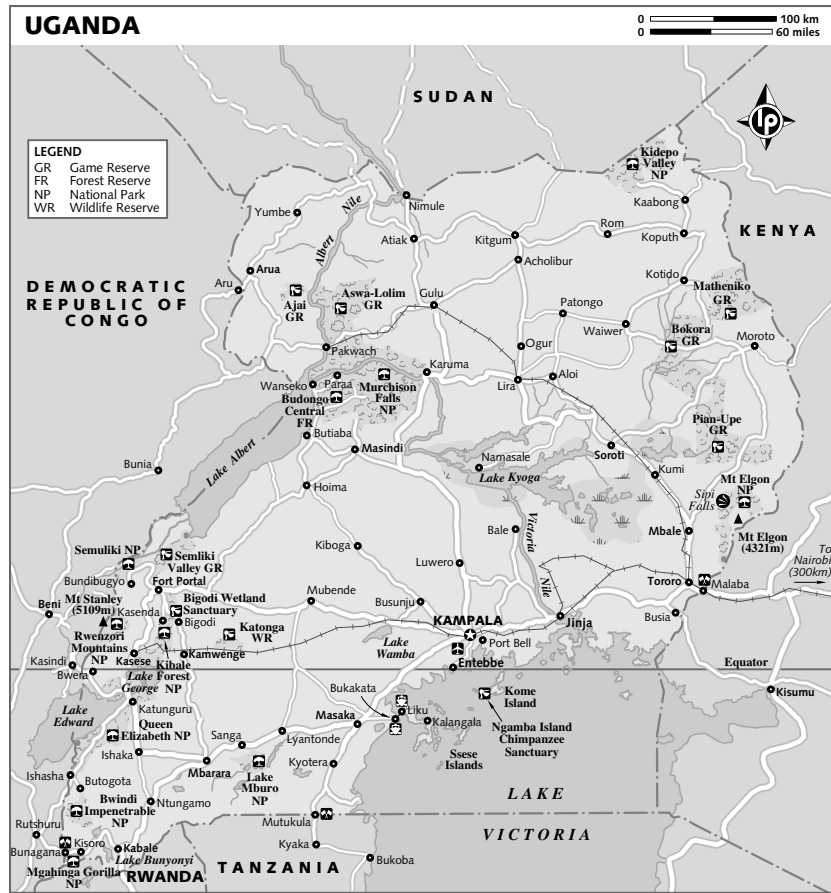 UGANDA
0 100 km
0 60 miles
SUDAN
lp
LEGEND
GR Game Reserve
FR Forest Reserve
NP National Park
WR Wildlife Reserve
Kidepo
Valley
NP
Kaabong
Nimule
Yumbe
Albert Nile
Atiak
Kitgum
Rom
Koputh
KENYA
Acholibur
DEMOCRATIC
REPUBLIC OF
CONGO
Arua
Aru
Kotido
Matheniko
GR
Ajai
GR
Aswa-Lolim
GR
Gulu
Patongo
Waiwer
Bokora
GR
Moroto
Pakwach
Ogur
Karuma
Wanseko
Paraa
Murchison
Falls
NP
Lira
Aloi
Budongo
Central
FR
Butiaba
Masindi
Pian-Upe
GR
Soroti
Namasale
Lake Kyoga
Kumi
Bunia
Lake Albert
Hoima
Sipi
Falls
Mt Elgon
NP
Mt Elgon
(4321m)
Mbale
Bale
Victoria
Nile
Kiboga
Luwero
Semuliki NP
Semliki
Valley GR
Bundibugyo
Fort Portal
To
Nairobi
(300km)
Tororo
Malaba
Mt Stanley
(5109m)
Beni
Kasenda
Bigodi Wetland
Sanctuary
Bigodi
Mubende
Busunju
Busia
Jinja
KAMPALA
Port Bell
Katonga
WR
Lake
Wamba
Rwenzori
Mountains
NP
Kasese
Kamwenge
Kibale
Forest
NP
Kasindi
Bwera
Lake
George
Entebbe
Equator
Kisumu
Katunguru
Bukakata
Liku
Kome
Island
Ngamba Island
Chimpanzee
Sanctuary
Lake
Edward
Queen
Elizabeth NP
Masaka
Kalangala
Ssese
Islands
Sanga
Lyantonde
Ishaka
Mbarara
Lake
Mburo
NP
Kyotera
Ishasha
Butogota
Ntungamo
Bwindi
Impenetrable
NP
LAKE
VICTORIA
Mutukula
Rutshuru
Kisoro
Bunagana
Kabale
Lake Bunyonyi
Kyaka
Bukoba
Mgahinga Gorilla
NP
RWANDA
TANZANIA